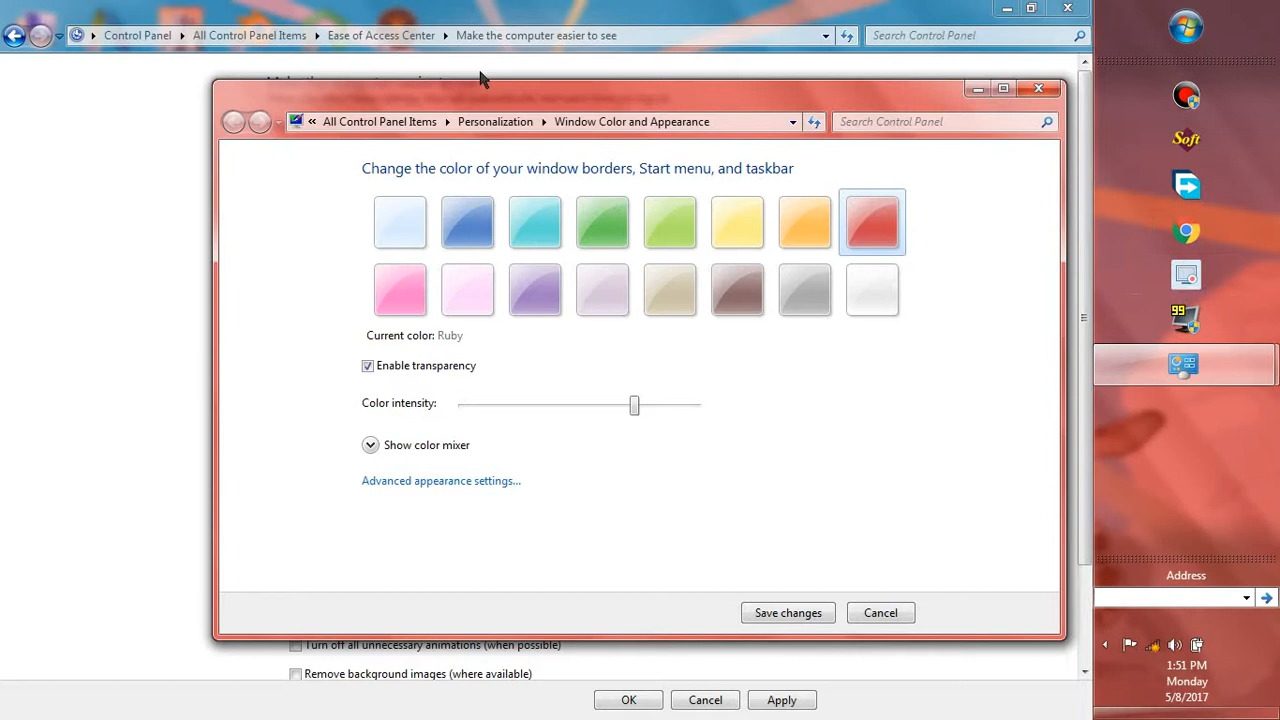 Control Panel All Control Panel Items Ease of Access Center Make the computer easier to see Search Control Panel
All Control Panel Items Personalization Window Color and Appearance Search Control Panel
Change the color of your window borders, Start menu, and taskbar
Current color: Ruby
Enable transparency
Color intensity:
Show color mixer
Advanced appearance settings...
Save changes Cancel
Turn off all unnecessary animations (when possible)
Remove background images (where available)
OK Cancel Apply
Soft
99
Address
1:51 PM
Monday
5/8/2017